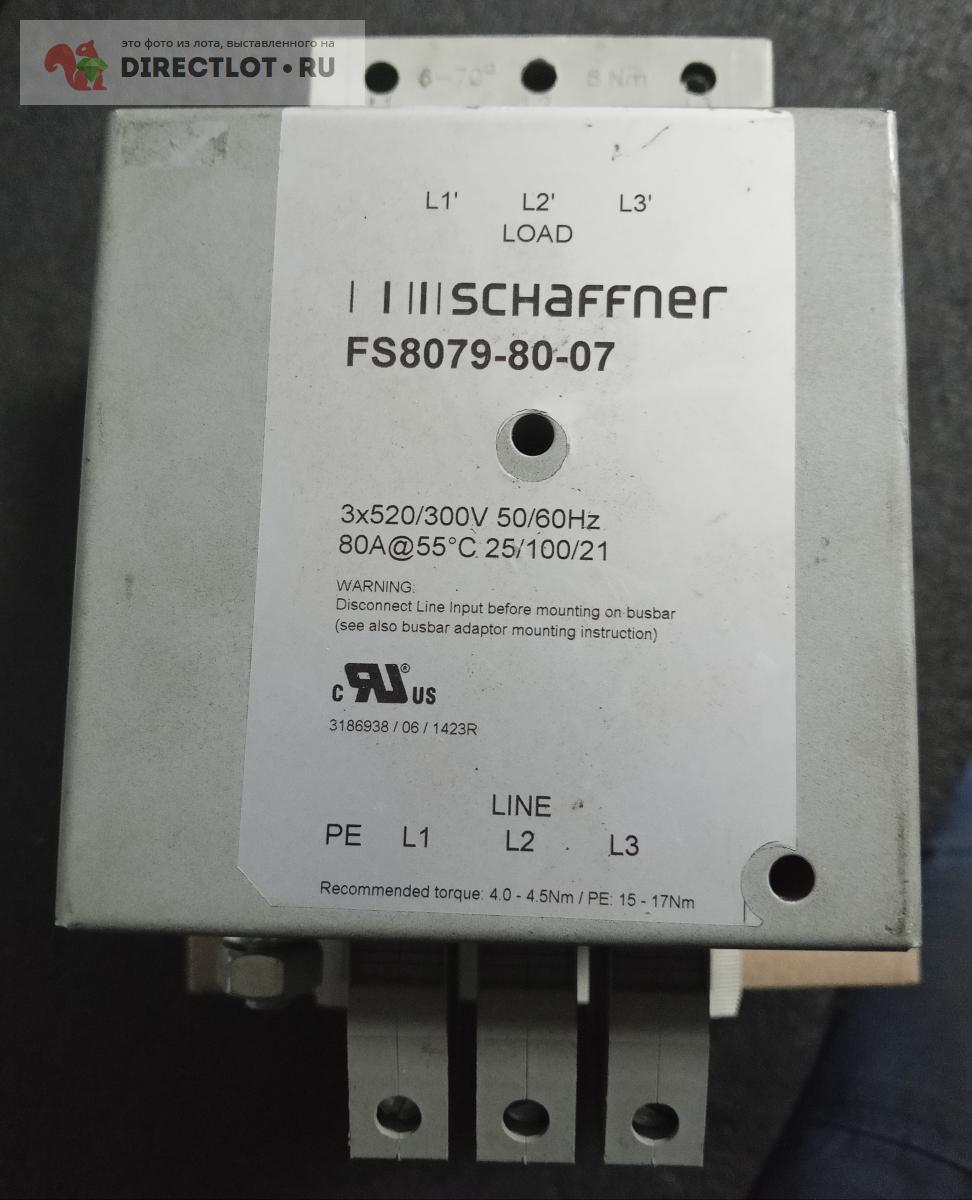 это фото из лота, выставленного на
DIRECTLOT•RU
6-70° 8 Nm
L1' L2' L3'
LOAD
SCHAFFNER
FS8079-80-07
3x520/300V 50/60Hz
80A@55°C 25/100/21
WARNING:
Disconnect Line Input before mounting on busbar
(see also busbar adaptor mounting instruction)
c RU® US
3186938 / 06 / 1423R
LINE
PE L1 L2 L3
Recommended torque: 4.0 - 4.5Nm / PE: 15 - 17Nm